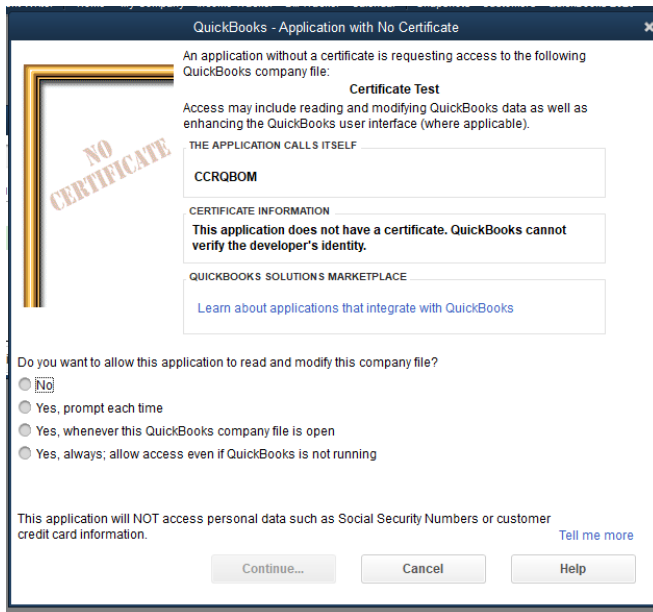 QuickBooks - Application with No Certificate
An application without a certificate is requesting access to the following
QuickBooks company file:
Certificate Test
Access may include reading and modifying QuickBooks data as well as
enhancing the QuickBooks user interface (where applicable).
NO
CERTIFICATE
THE APPLICATION CALLS ITSELF
CCRQBOM
CERTIFICATE INFORMATION
This application does not have a certificate. QuickBooks cannot
verify the developer's identity.
QUICKBOOKS SOLUTIONS MARKETPLACE
Learn about applications that integrate with QuickBooks
Do you want to allow this application to read and modify this company file?
No
Yes, prompt each time
Yes, whenever this QuickBooks company file is open
Yes, always; allow access even if QuickBooks is not running
This application will NOT access personal data such as Social Security Numbers or customer
credit card information.
Tell me more
Continue... Cancel Help